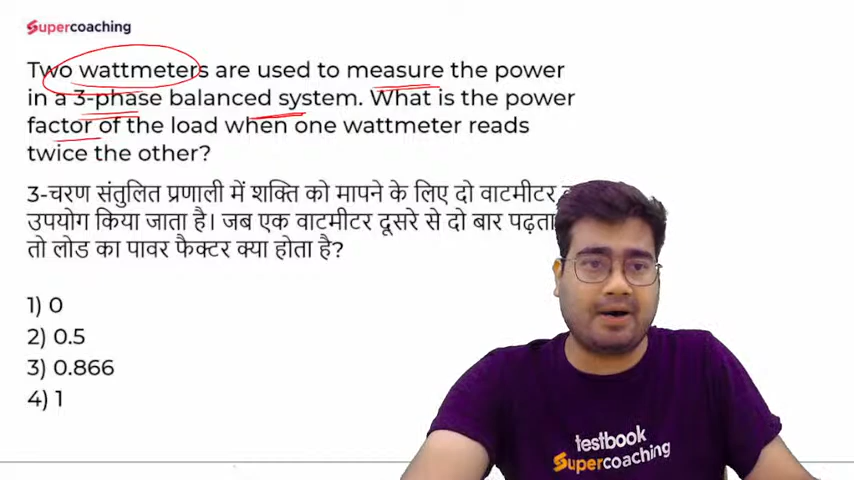 Supercoaching
Two wattmeters are used to measure the power
in a 3-phase balanced system. What is the power
factor of the load when one wattmeter reads
twice the other?
3-चरण संतुलित प्रणाली में शक्ति को मापने के लिए दो वाटमीटर
उपयोग किया जाता है। जब एक वाटमीटर दूसरे से दो बार पढ़ता
तो लोड का पावर फैक्टर क्या होता है?
1) 0
2) 0.5
3) 0.866
4) 1
testbook
Supercoaching